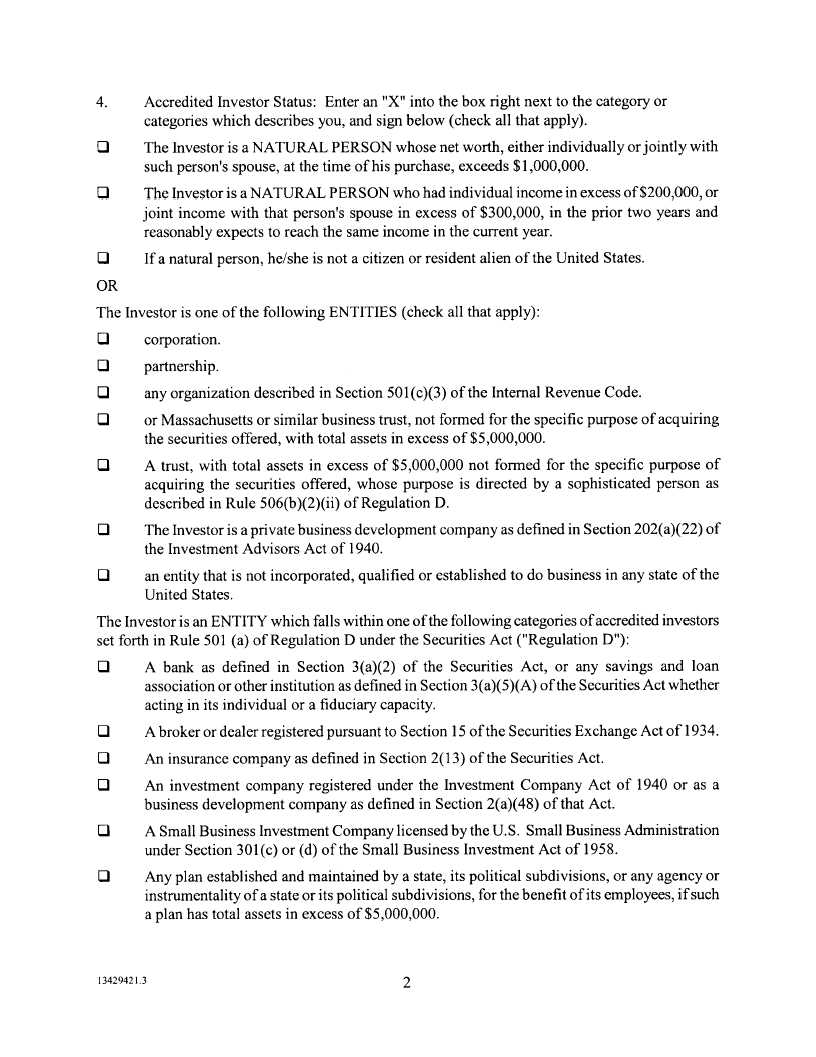 4. Accredited Investor Status: Enter an "X" into the box right next to the category or
categories which describes you, and sign below (check all that apply).
❑ The Investor is a NATURAL PERSON whose net worth, either individually or jointly with
such person's spouse, at the time of his purchase, exceeds $1,000,000.
❑ The Investor is a NATURAL PERSON who had individual income in excess of $200,000, or
joint income with that person's spouse in excess of $300,000, in the prior two years and
reasonably expects to reach the same income in the current year.
❑ If a natural person, he/she is not a citizen or resident alien of the United States.
OR
The Investor is one of the following ENTITIES (check all that apply):
❑ corporation.
❑ partnership.
❑ any organization described in Section 501(c)(3) of the Internal Revenue Code.
❑ or Massachusetts or similar business trust, not formed for the specific purpose of acquiring
the securities offered, with total assets in excess of $5,000,000.
❑ A trust, with total assets in excess of $5,000,000 not formed for the specific purpose of
acquiring the securities offered, whose purpose is directed by a sophisticated person as
described in Rule 506(b)(2)(ii) of Regulation D.
❑ The Investor is a private business development company as defined in Section 202(a)(22) of
the Investment Advisors Act of 1940.
❑ an entity that is not incorporated, qualified or established to do business in any state of the
United States.
The Investor is an ENTITY which falls within one of the following categories of accredited investors
set forth in Rule 501 (a) of Regulation D under the Securities Act ("Regulation D"):
❑ A bank as defined in Section 3(a)(2) of the Securities Act, or any savings and loan
association or other institution as defined in Section 3(a)(5)(A) of the Securities Act whether
acting in its individual or a fiduciary capacity.
❑ A broker or dealer registered pursuant to Section 15 of the Securities Exchange Act of 1934.
❑ An insurance company as defined in Section 2(13) of the Securities Act.
❑ An investment company registered under the Investment Company Act of 1940 or as a
business development company as defined in Section 2(a)(48) of that Act.
❑ A Small Business Investment Company licensed by the U.S. Small Business Administration
under Section 301(c) or (d) of the Small Business Investment Act of 1958.
❑ Any plan established and maintained by a state, its political subdivisions, or any agency or
instrumentality of a state or its political subdivisions, for the benefit of its employees, if such
a plan has total assets in excess of $5,000,000.
13429421.3 2